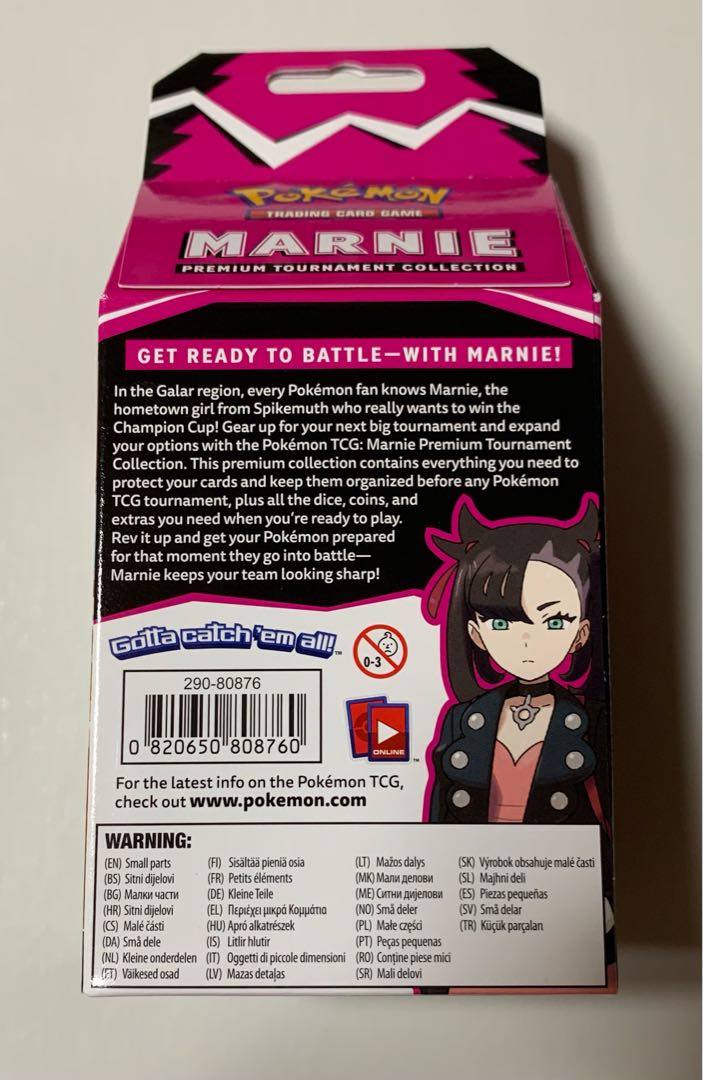 POKéMON
TRADING CARD GAME
MARNIE
PREMIUM TOURNAMENT COLLECTION
GET READY TO BATTLE—WITH MARNIE!
In the Galar region, every Pokémon fan knows Marnie, the
hometown girl from Spikemuth who really wants to win the
Champion Cup! Gear up for your next big tournament and expand
your options with the Pokémon TCG: Marnie Premium Tournament
Collection. This premium collection contains everything you need to
protect your cards and keep them organized before any Pokémon
TCG tournament, plus all the dice, coins, and
extras you need when you're ready to play.
Rev it up and get your Pokémon prepared
for that moment they go into battle—
Marnie keeps your team looking sharp!
Gotta catch 'em all!™
0-3
290-80876
0 820650 808760
ONLINE
™
For the latest info on the Pokémon TCG,
check out www.pokemon.com
WARNING:
(EN) Small parts
(BS) Sitni dijelovi
(BG) Малки части
(HR) Sitni dijelovi
(CS) Malé části
(DA) Små dele
(NL) Kleine onderdelen
(ET) Väikesed osad
(FI) Sisältää pieniä osia
(FR) Petits éléments
(DE) Kleine Teile
(EL) Περιέχει μικρά Κομμάτια
(HU) Apró alkatrészek
(IS) Litlir hlutir
(IT) Oggetti di piccole dimensioni
(LV) Mazas detaļas
(LT) Mažos dalys
(MK) Мали делови
(ME) Ситни дијелови
(NO) Små deler
(PL) Małe części
(PT) Peças pequenas
(RO) Conține piese mici
(SR) Mali delovi
(SK) Výrobok obsahuje malé časti
(SL) Majhni deli
(ES) Piezas pequeñas
(SV) Små delar
(TR) Küçük parçaları